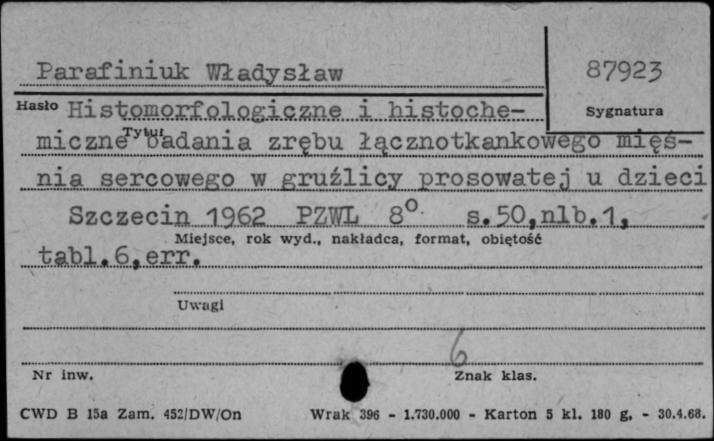 Parafiniuk Władysław
87923
Hasło
Sygnatura
Histomorfologiczne i histoche-
Tytuł
miczne badania zrębu łącznotkankowego mięś-
nia sercowego w gruźlicy prosowatej u dzieci
Szczecin 1962 PZWL 8° s.50,nlb.1,
Miejsce, rok wyd., nakładca, format, objętość
tabl.6,err.
Uwagi
6
Nr inw.
Znak klas.
CWD B 15a Zam. 452/DW/On
Wrak 396 - 1.730.000 - Karton 5 kl. 180 g. - 30.4.68.